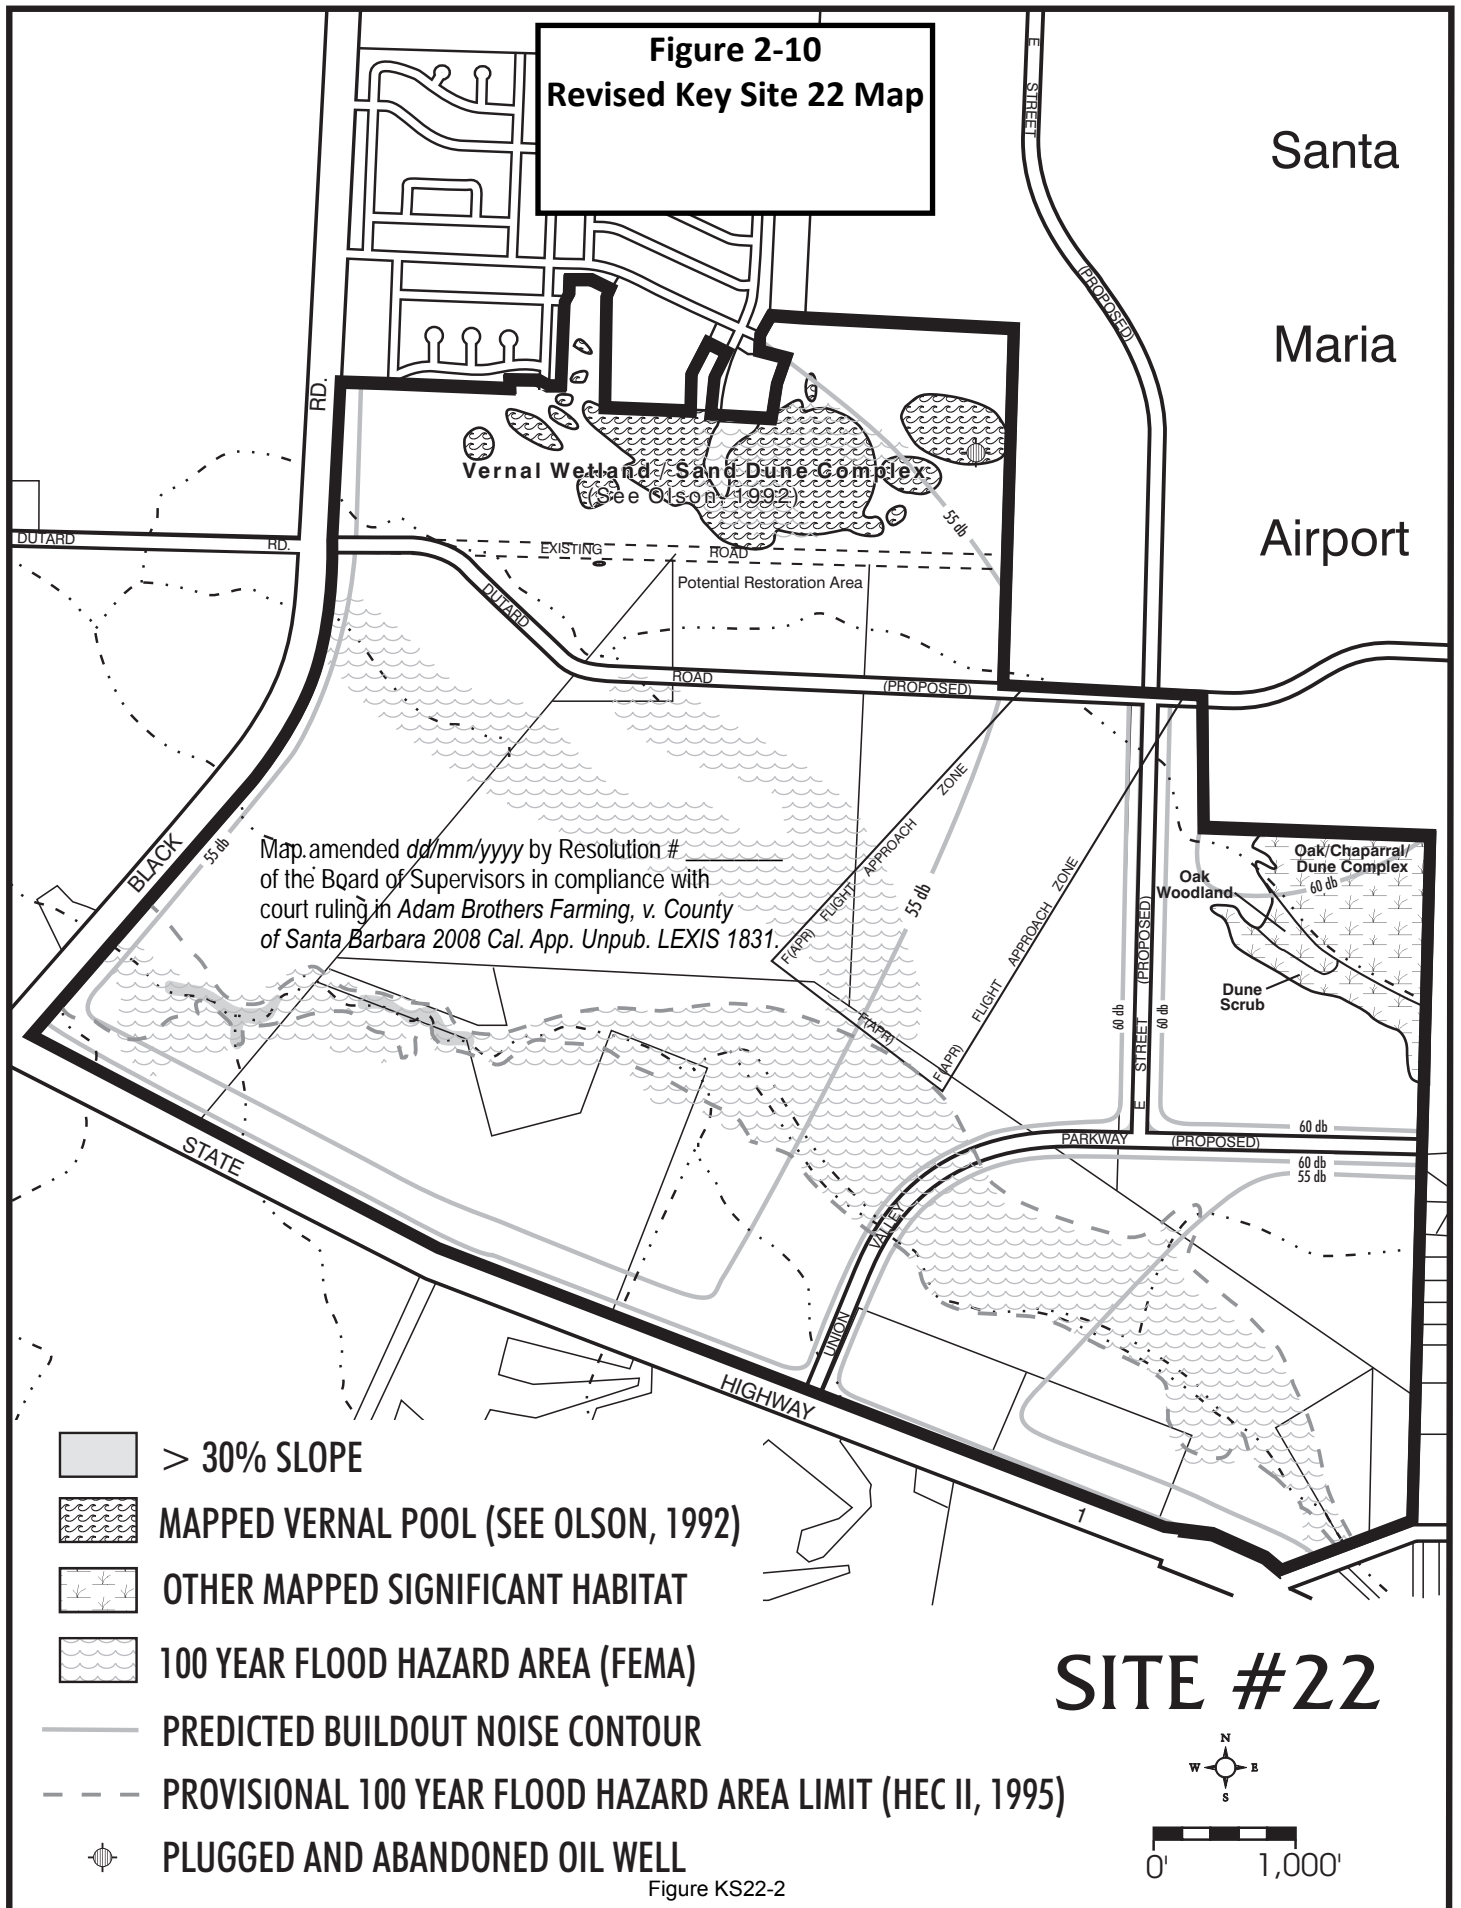 Figure 2-10
Revised Key Site 22 Map
E STREET
(PROPOSED)
Santa
Maria
Airport
RD.
Vernal Wetland / Sand Dune Complex
(See Olson, 1992)
55 db
DUTARD RD.
EXISTING ROAD
Potential Restoration Area
DUTARD
ROAD (PROPOSED)
BLACK
55 db
Map amended dd/mm/yyyy by Resolution # ________
of the Board of Supervisors in compliance with
court ruling in Adam Brothers Farming, v. County
of Santa Barbara 2008 Cal. App. Unpub. LEXIS 1831.
F(APR) FLIGHT APPROACH ZONE
55 db
F(APR)
F(APR) FLIGHT APPROACH ZONE
Oak/Chaparral/
Dune Complex
60 db
Oak
Woodland
Dune
Scrub
60 db
60 db
E STREET (PROPOSED)
60 db
PARKWAY (PROPOSED)
60 db
55 db
UNION VALLEY
STATE
HIGHWAY
1
> 30% SLOPE
MAPPED VERNAL POOL (SEE OLSON, 1992)
OTHER MAPPED SIGNIFICANT HABITAT
100 YEAR FLOOD HAZARD AREA (FEMA)
PREDICTED BUILDOUT NOISE CONTOUR
PROVISIONAL 100 YEAR FLOOD HAZARD AREA LIMIT (HEC II, 1995)
PLUGGED AND ABANDONED OIL WELL
SITE #22
N
W E
S
0' 1,000'
Figure KS22-2